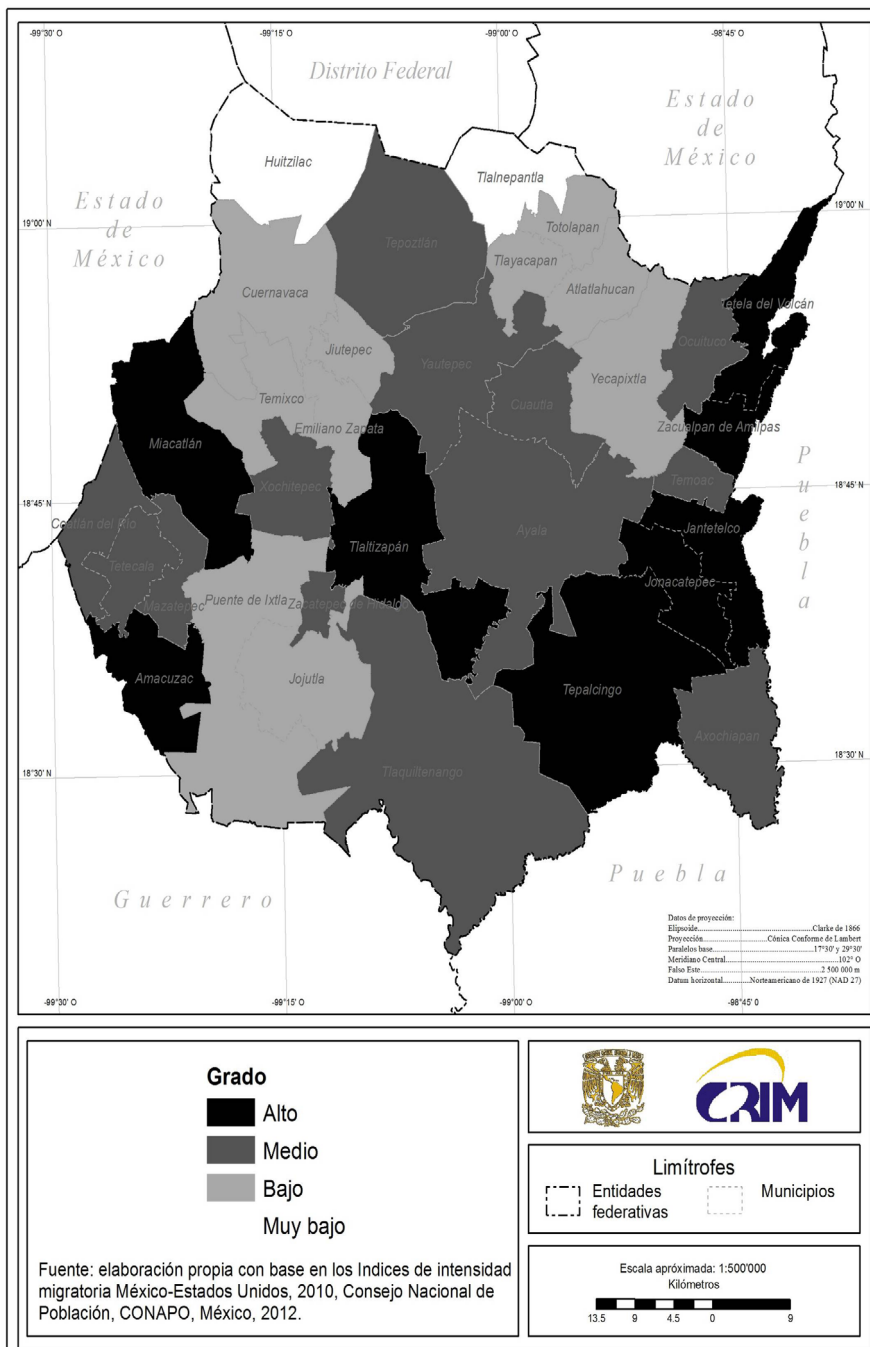 -99°30' O
-99°15' O
-99°00' O
-98°45' O
Distrito Federal
Estado
de
México
Huitzilac
Tlalnepantla
Estado
de
México
19°00' N
19°00' N
Totolapan
Tepoztlán
Tlayacapan
Atlatlahucan
Cuernavaca
etela del Volcán
Jiutepec
Ocuituco
Yautepec
Yecapixtla
Cuautla
Temixco
Emiliano Zapata
Zacualpan de Amilpas
Miacatlán
Puebla
Temoac
18°45' N
18°45' N
Xochitepec
Coatlán del Río
Ayala
Jantetelco
Tlaltizapán
Tetecala
Jonacatepec
Mazatepec
Puente de Ixtla
Zacatepec de Hidalgo
Amacuzac
Jojutla
Tepalcingo
Axochiapan
18°30' N
18°30' N
Tlaquiltenango
Guerrero
Puebla
Datos de proyección:
Elipsoide............Clarke de 1866
Proyección............Cónica Conforme de Lambert
Paralelos base............17°30' y 29°30'
Meridiano Central............102° O
Falso Este............2 500 000 m
Datum horizontal............Norteamericano de 1927 (NAD 27)
-99°30' O
-99°15' O
-99°00' O
-98°45' O
Grado
Alto
Medio
Bajo
Muy bajo
Fuente: elaboración propia con base en los Indices de intensidad
migratoria México-Estados Unidos, 2010, Consejo Nacional de
Población, CONAPO, México, 2012.
CRIM
Limítrofes
Entidades
federativas
Municipios
Escala apróximada: 1:500'000
Kilómetros
13.5 9 4.5 0 9